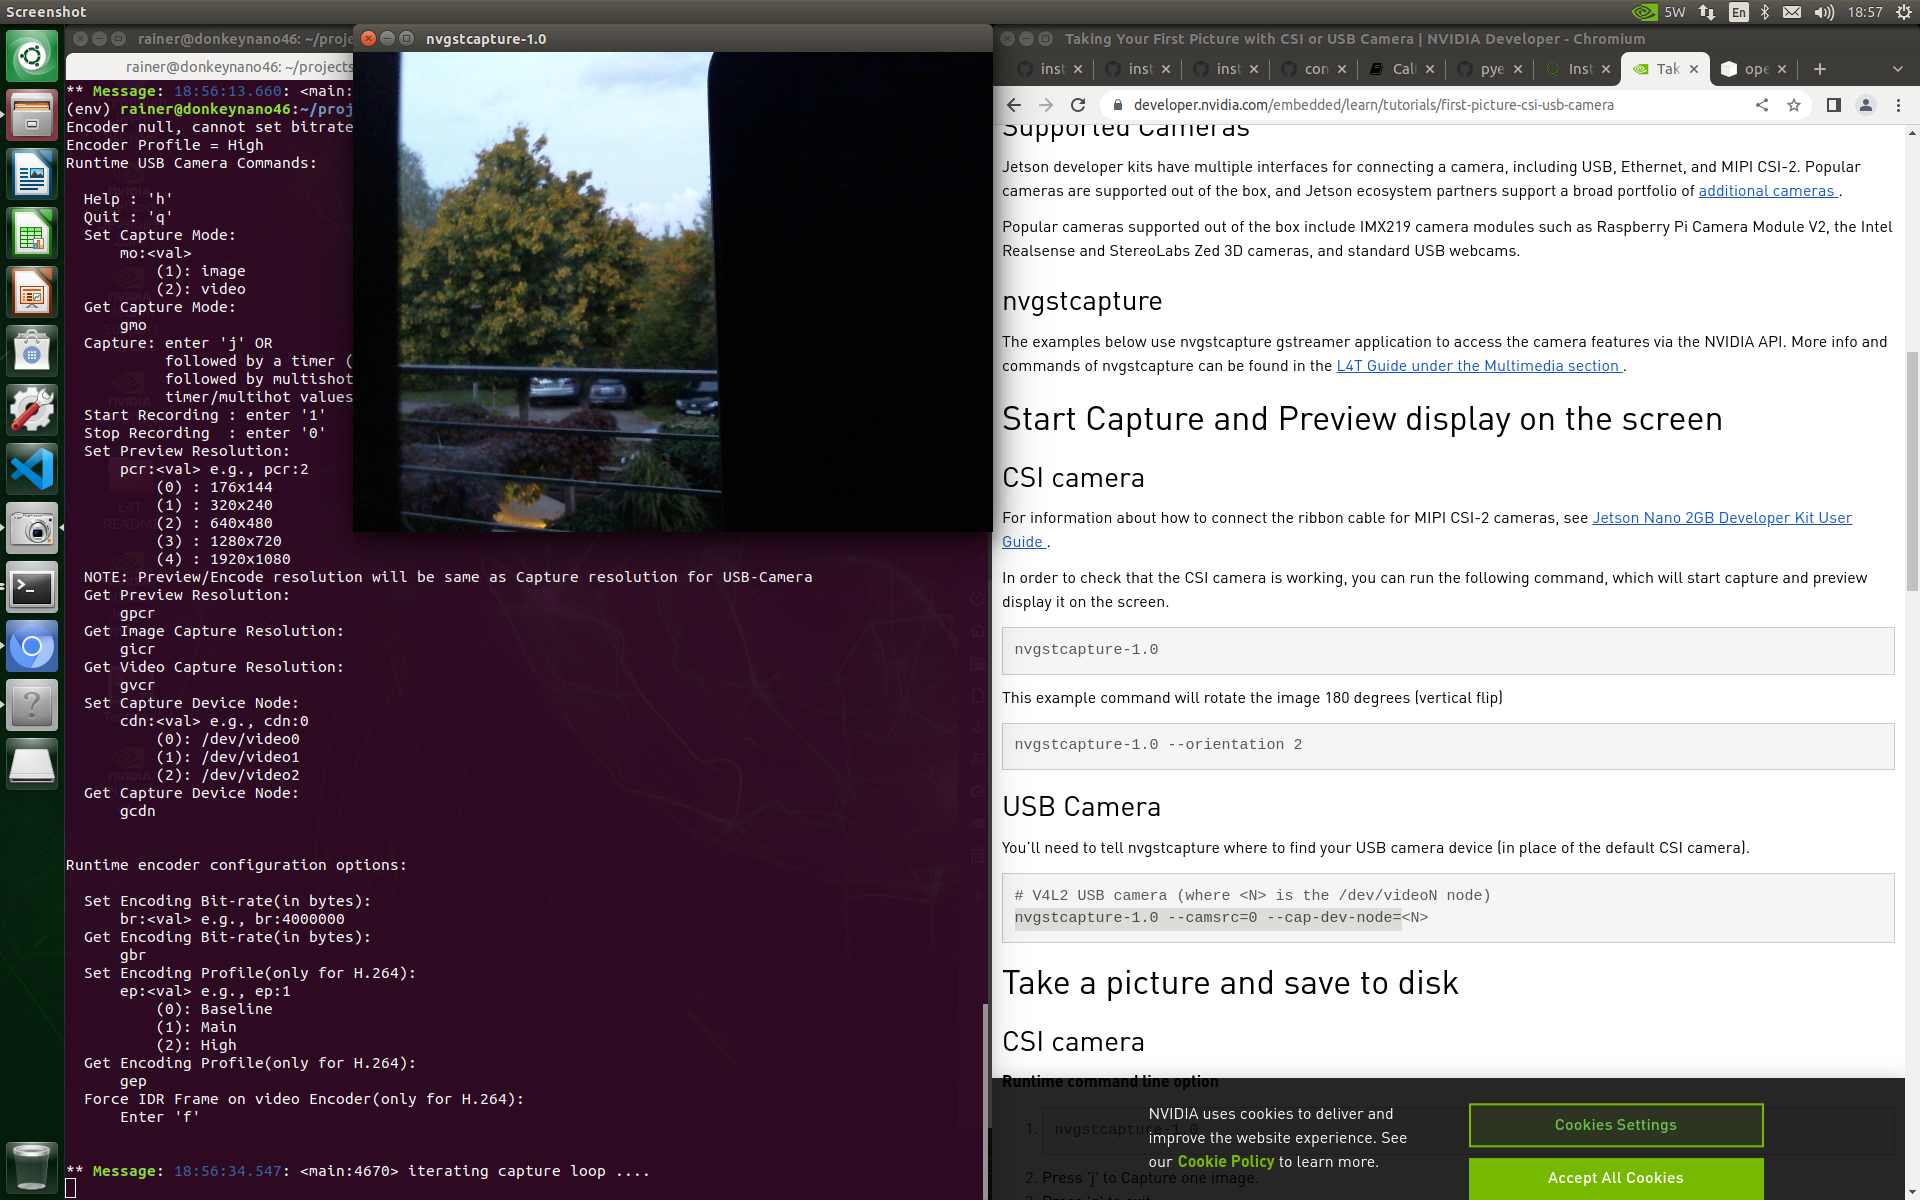 Screenshot
5W
En
18:57
rainer@donkeynano46: ~/proje
rainer@donkeynano46: ~/projects
** Message: 18:56:13.660: <main:
(env) rainer@donkeynano46:~/proj
Encoder null, cannot set bitrate
Encoder Profile = High
Runtime USB Camera Commands:
Help : 'h'
Quit : 'q'
Set Capture Mode:
mo:<val>
(1): image
(2): video
Get Capture Mode:
gmo
Capture: enter 'j' OR
followed by a timer (
followed by multishot
timer/multihot values
Start Recording : enter '1'
Stop Recording  : enter '0'
Set Preview Resolution:
pcr:<val> e.g., pcr:2
(0) : 176x144
(1) : 320x240
(2) : 640x480
(3) : 1280x720
(4) : 1920x1080
NOTE: Preview/Encode resolution will be same as Capture resolution for USB-Camera
Get Preview Resolution:
gpcr
Get Image Capture Resolution:
gicr
Get Video Capture Resolution:
gvcr
Set Capture Device Node:
cdn:<val> e.g., cdn:0
(0): /dev/video0
(1): /dev/video1
(2): /dev/video2
Get Capture Device Node:
gcdn
Runtime encoder configuration options:
Set Encoding Bit-rate(in bytes):
br:<val> e.g., br:4000000
Get Encoding Bit-rate(in bytes):
gbr
Set Encoding Profile(only for H.264):
ep:<val> e.g., ep:1
(0): Baseline
(1): Main
(2): High
Get Encoding Profile(only for H.264):
gep
Force IDR Frame on video Encoder(only for H.264):
Enter 'f'
** Message: 18:56:34.547: <main:4670> iterating capture loop ....
nvgstcapture-1.0
Taking Your First Picture with CSI or USB Camera | NVIDIA Developer - Chromium
inst
inst
inst
con
Cali
pye
Inst
Tak
ope
developer.nvidia.com/embedded/learn/tutorials/first-picture-csi-usb-camera
Supported Cameras
Jetson developer kits have multiple interfaces for connecting a camera, including USB, Ethernet, and MIPI CSI-2. Popular
cameras are supported out of the box, and Jetson ecosystem partners support a broad portfolio of additional cameras .
Popular cameras supported out of the box include IMX219 camera modules such as Raspberry Pi Camera Module V2, the Intel
Realsense and StereoLabs Zed 3D cameras, and standard USB webcams.
nvgstcapture
The examples below use nvgstcapture gstreamer application to access the camera features via the NVIDIA API. More info and
commands of nvgstcapture can be found in the L4T Guide under the Multimedia section .
Start Capture and Preview display on the screen
CSI camera
For information about how to connect the ribbon cable for MIPI CSI-2 cameras, see Jetson Nano 2GB Developer Kit User
Guide .
In order to check that the CSI camera is working, you can run the following command, which will start capture and preview
display it on the screen.
nvgstcapture-1.0
This example command will rotate the image 180 degrees (vertical flip)
nvgstcapture-1.0 --orientation 2
USB Camera
You'll need to tell nvgstcapture where to find your USB camera device (in place of the default CSI camera).
# V4L2 USB camera (where <N> is the /dev/videoN node)
nvgstcapture-1.0 --camsrc=0 --cap-dev-node=<N>
Take a picture and save to disk
CSI camera
Runtime command line option
1. nvgstcapture-1.0
2. Press 'j' to Capture one image.
NVIDIA uses cookies to deliver and
improve the website experience. See
our Cookie Policy to learn more.
Cookies Settings
Accept All Cookies